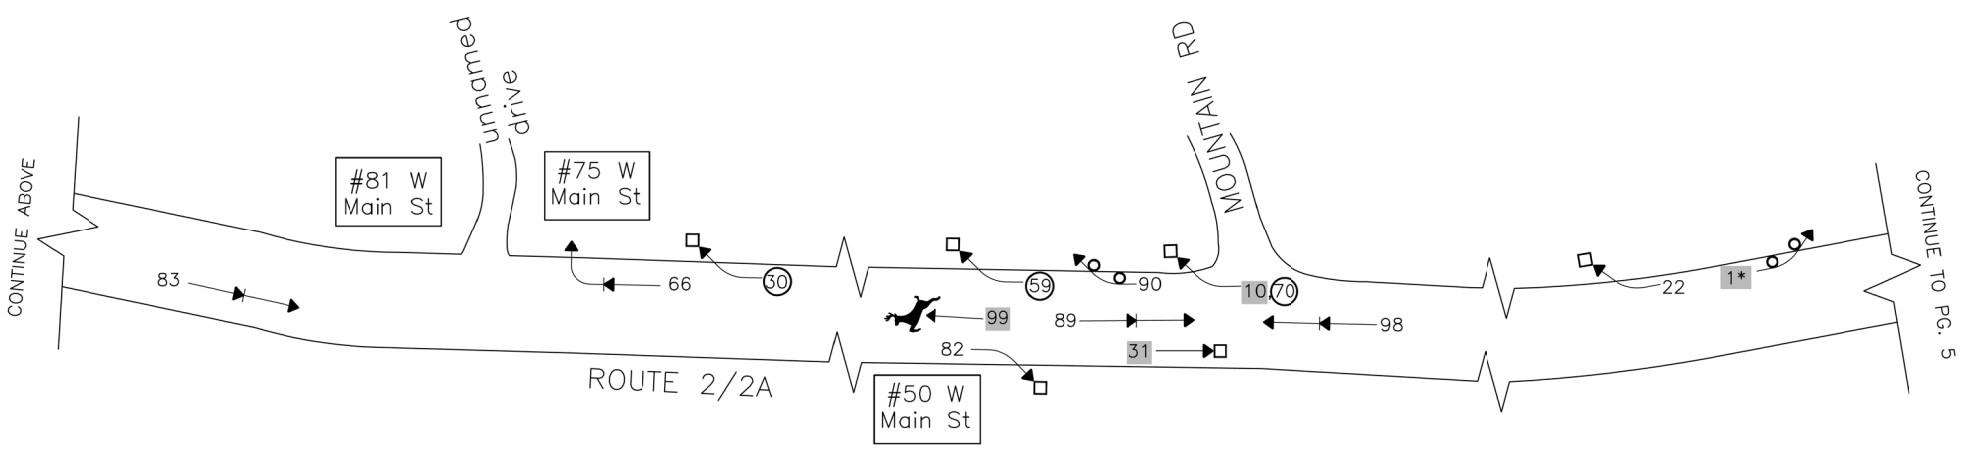 CONTINUE ABOVE
unnamed
drive
#81 W
Main St
#75 W
Main St
MOUNTAIN RD
83
66
30
59
90
10,70
22
1*
99
89
98
82
31
ROUTE 2/2A
#50 W
Main St
CONTINUE TO PG. 5